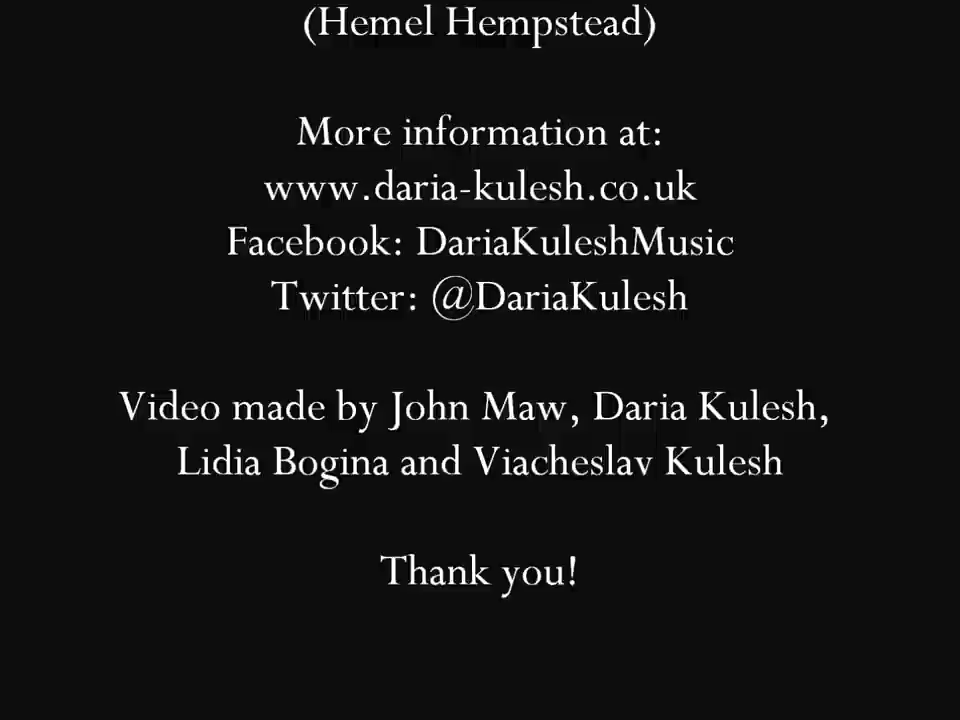 (Hemel Hempstead)
More information at:
www.daria-kulesh.co.uk
Facebook: DariaKuleshMusic
Twitter: @DariaKulesh
Video made by John Maw, Daria Kulesh,
Lidia Bogina and Viacheslav Kulesh
Thank you!